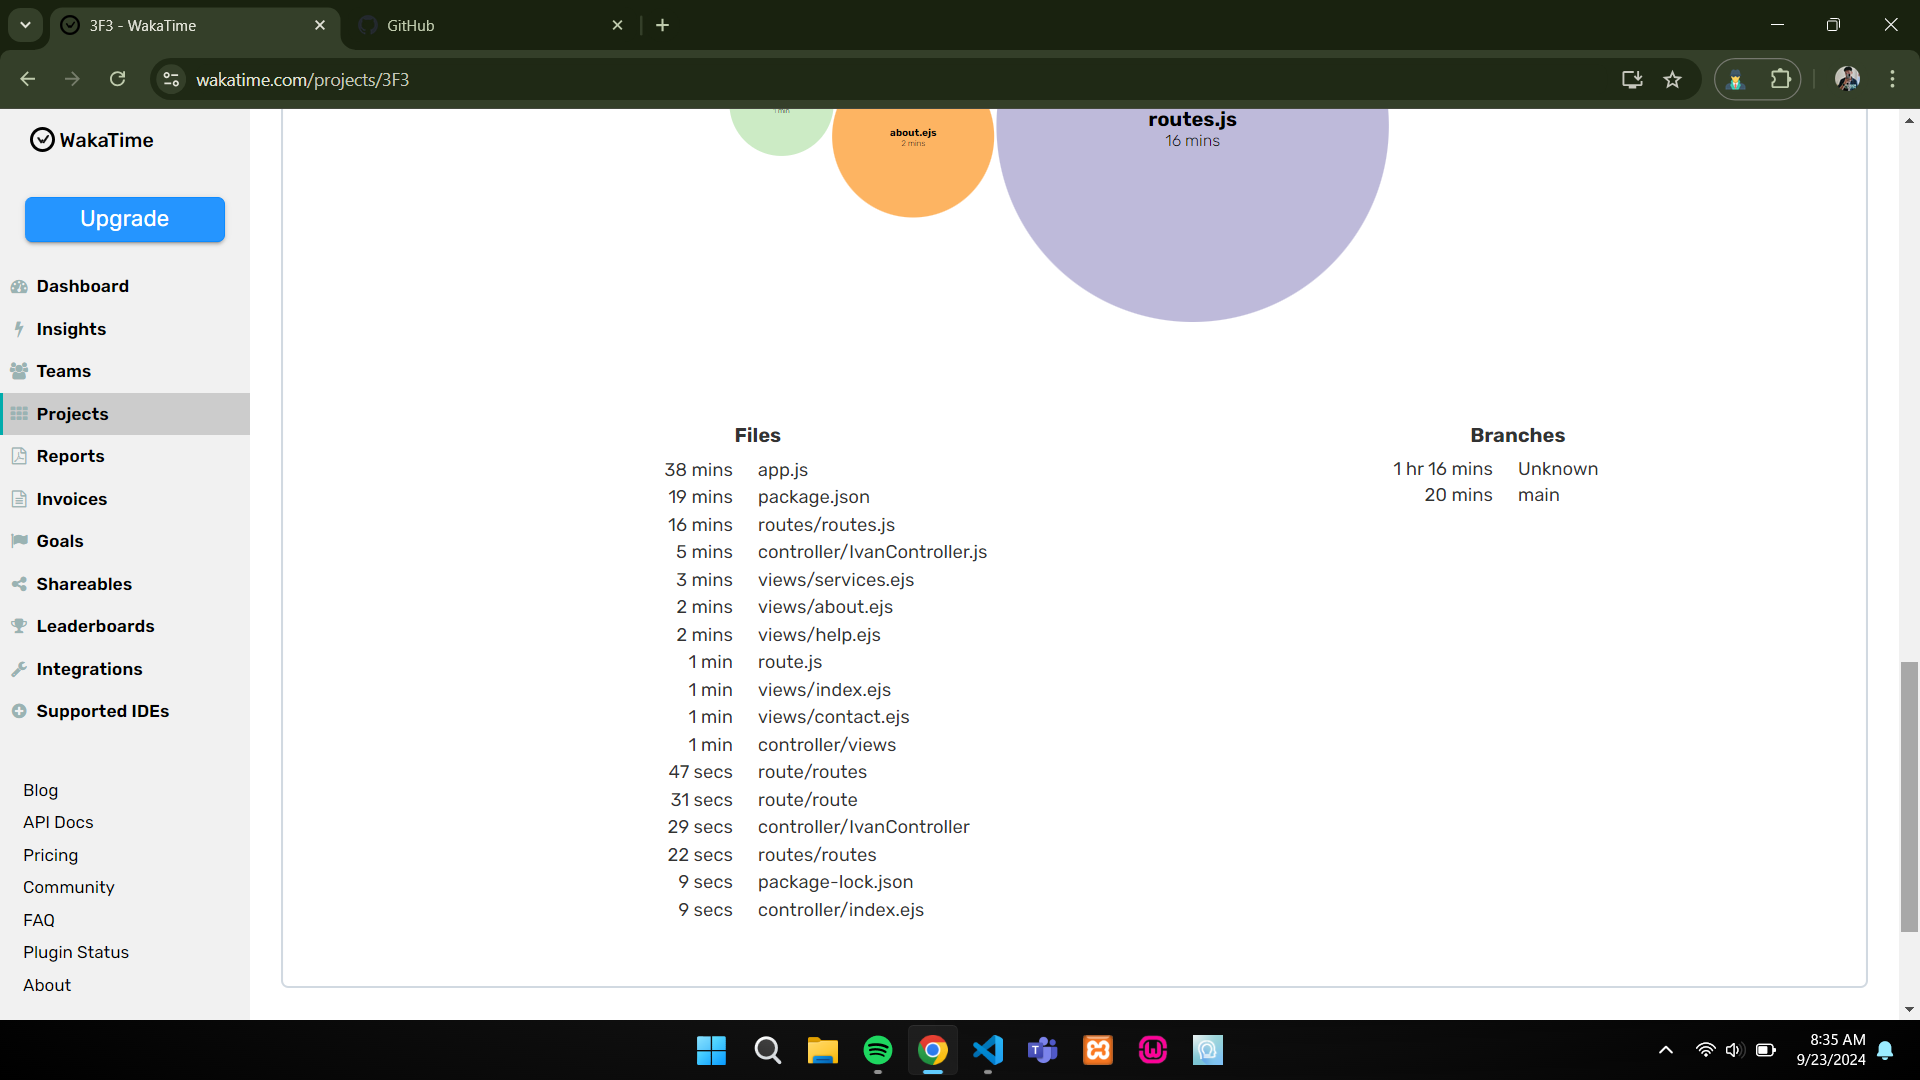 3F3 - WakaTime
GitHub
wakatime.com/projects/3F3
WakaTime
Upgrade
Dashboard
Insights
Teams
Projects
Reports
Invoices
Goals
Shareables
Leaderboards
Integrations
Supported IDEs
Blog
API Docs
Pricing
Community
FAQ
Plugin Status
About
1 min
about.ejs
2 mins
routes.js
16 mins
Files
38 mins app.js
19 mins package.json
16 mins routes/routes.js
5 mins controller/IvanController.js
3 mins views/services.ejs
2 mins views/about.ejs
2 mins views/help.ejs
1 min route.js
1 min views/index.ejs
1 min views/contact.ejs
1 min controller/views
47 secs route/routes
31 secs route/route
29 secs controller/IvanController
22 secs routes/routes
9 secs package-lock.json
9 secs controller/index.ejs
Branches
1 hr 16 mins Unknown
20 mins main
8:35 AM
9/23/2024